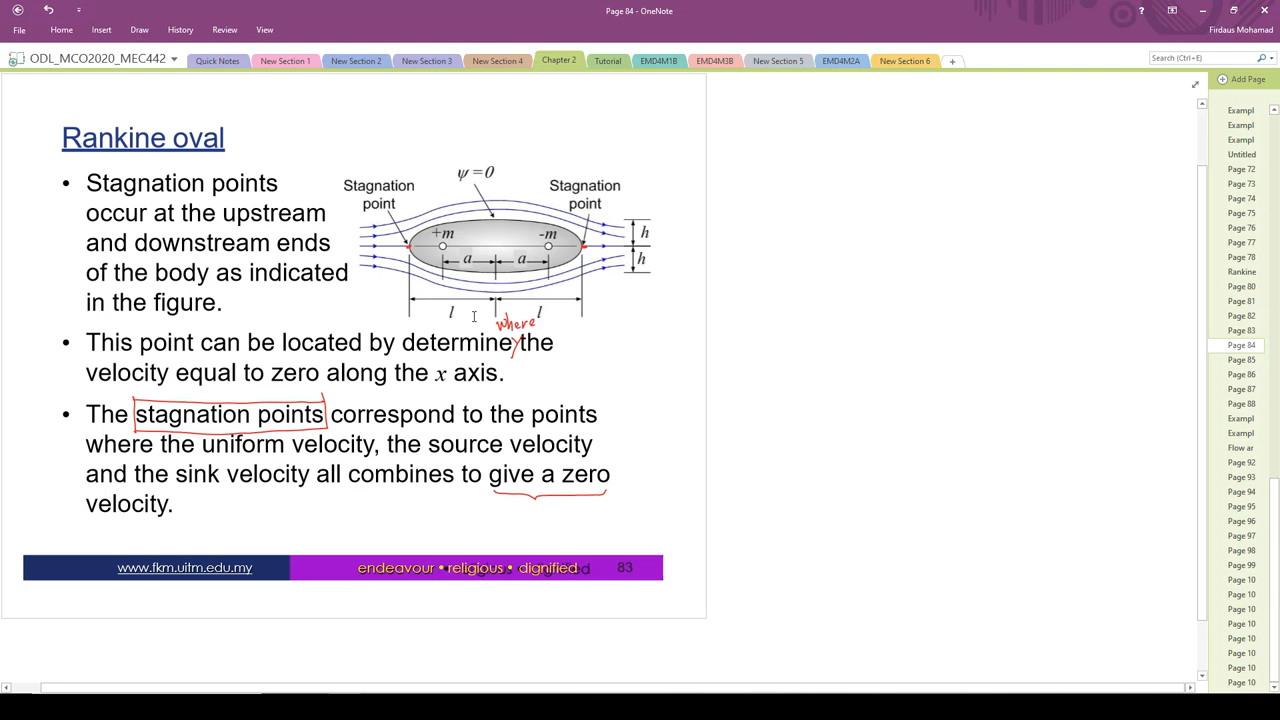 Page 84 - OneNote
?
File
Home
Insert
Draw
History
Review
View
Firdaus Mohamad
ODL_MCO2020_MEC442
Quick Notes
New Section 1
New Section 2
New Section 3
New Section 4
Chapter 2
Tutorial
EMD4M1B
EMD4M3B
New Section 5
EMD4M2A
New Section 6
Search (Ctrl+E)
Add Page
Rankine oval
• Stagnation points
occur at the upstream
and downstream ends
of the body as indicated
in the figure.
ψ =0
Stagnation
point
Stagnation
point
+m
-m
a
a
h
h
l
l
where
• This point can be located by determine the
velocity equal to zero along the x axis.
• The stagnation points correspond to the points
where the uniform velocity, the source velocity
and the sink velocity all combines to give a zero
velocity.
www.fkm.uitm.edu.my
endeavour • religious • dignified
83
Exampl
Exampl
Exampl
Untitled
Page 72
Page 73
Page 74
Page 75
Page 76
Page 77
Page 78
Rankine
Page 80
Page 81
Page 82
Page 83
Page 84
Page 85
Page 86
Page 87
Page 88
Exampl
Exampl
Flow ar
Page 92
Page 93
Page 94
Page 95
Page 96
Page 97
Page 98
Page 99
Page 10
Page 10
Page 10
Page 10
Page 10
Page 10
Page 10
Page 10